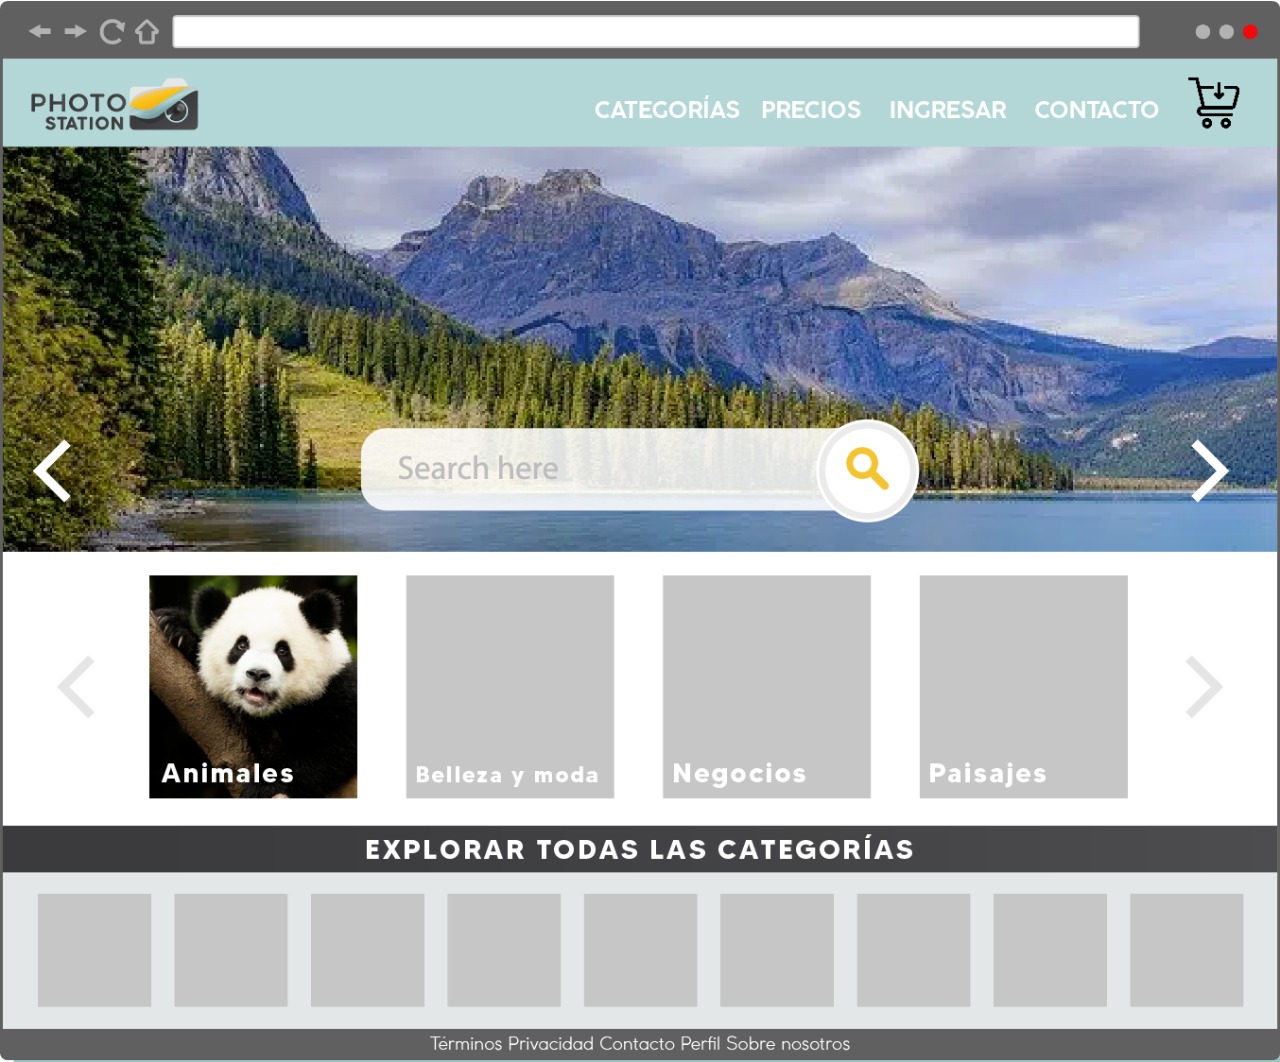 PHOTO
STATION
CATEGORÍAS PRECIOS INGRESAR CONTACTO
Search here
Animales
Belleza y moda
Negocios
Paisajes
EXPLORAR TODAS LAS CATEGORÍAS
Términos Privacidad Contacto Perfil Sobre nosotros